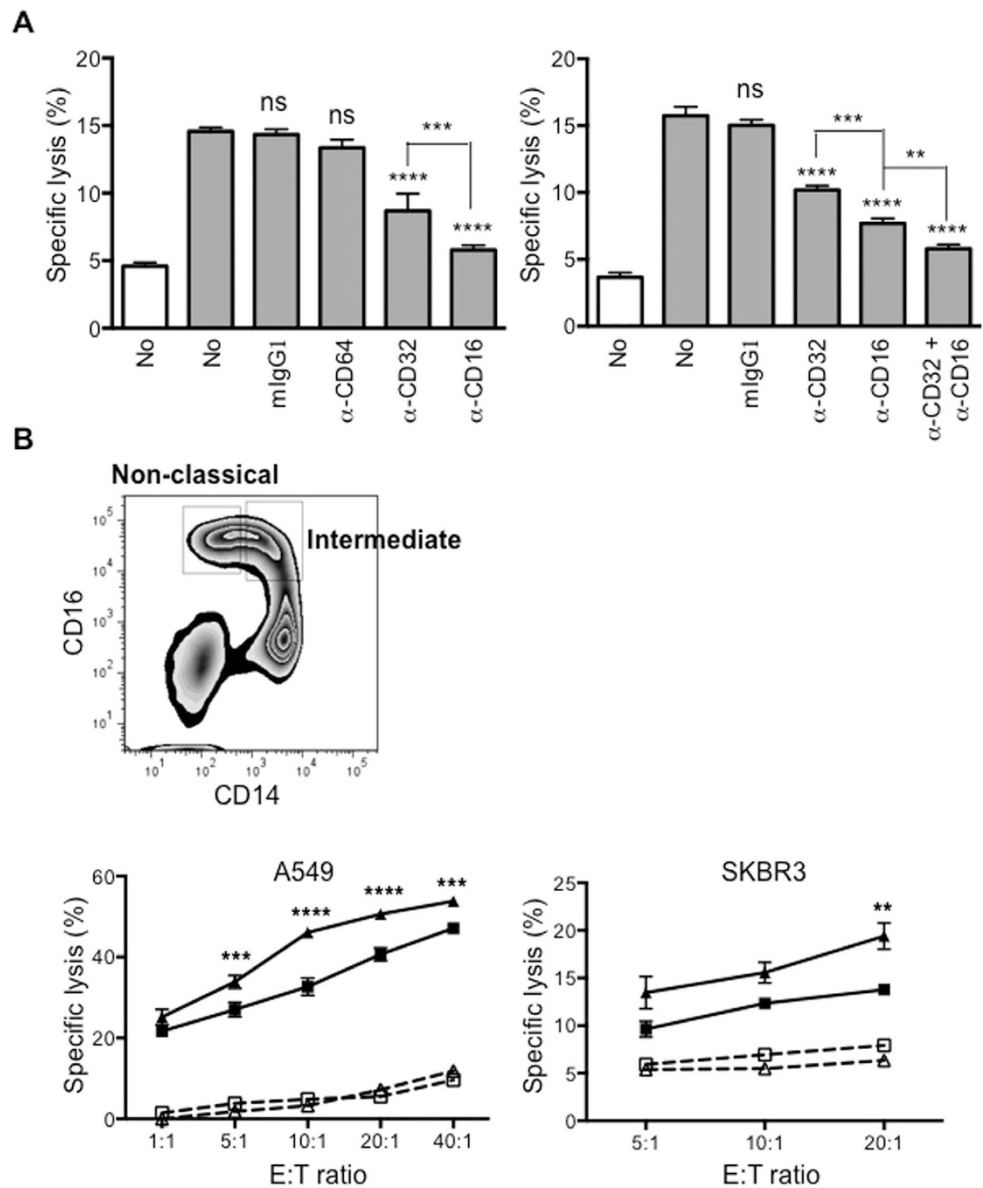 A
Specific lysis (%)
20
15
10
5
0
ns
ns
***
****
****
No
No
mIgG1
α-CD64
α-CD32
α-CD16
Specific lysis (%)
20
15
10
5
0
ns
***
**
****
****
****
No
No
mIgG1
α-CD32
α-CD16
α-CD32 +
α-CD16
B
Non-classical
Intermediate
CD16
10⁵
10⁴
10³
10²
10¹
10¹ 10² 10³ 10⁴ 10⁵
CD14
A549
Specific lysis (%)
60
40
20
0
***
****
****
***
1:1 5:1 10:1 20:1 40:1
E:T ratio
SKBR3
Specific lysis (%)
25
20
15
10
5
0
**
5:1 10:1 20:1
E:T ratio